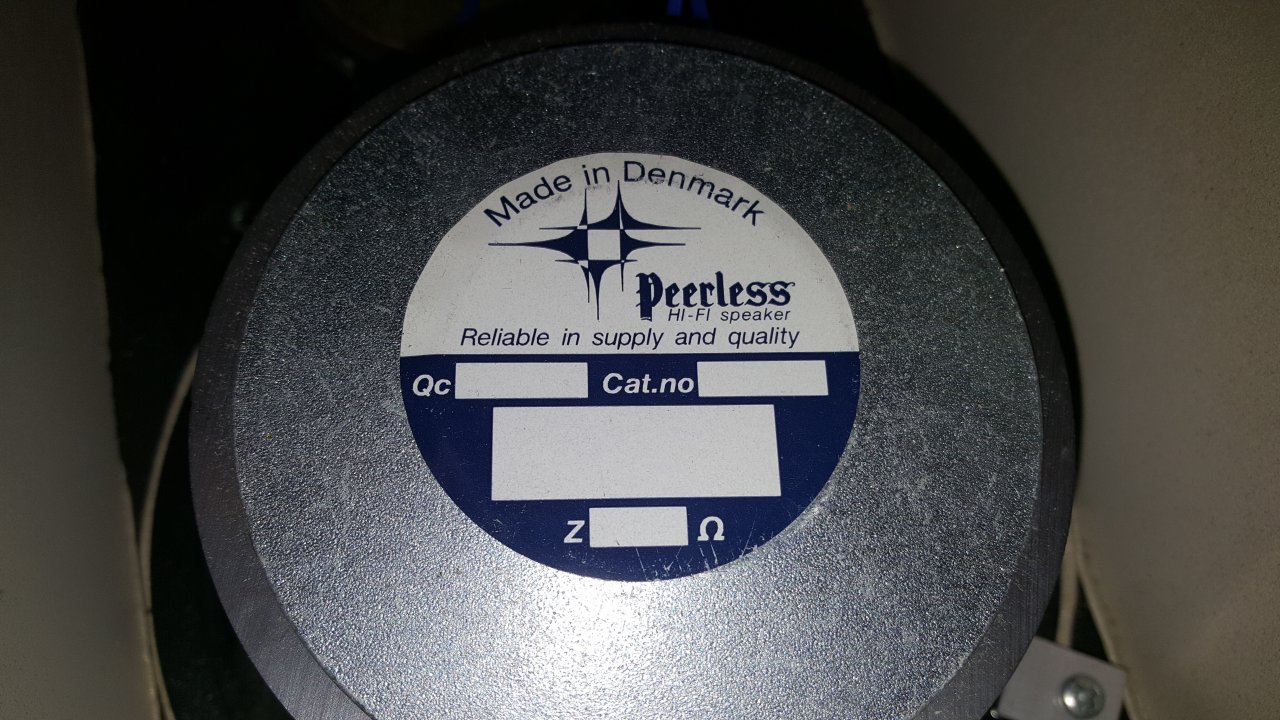 Made in Denmark
Peerless
HI-FI speaker
Reliable in supply and quality
Qc Cat.no
Z Ω